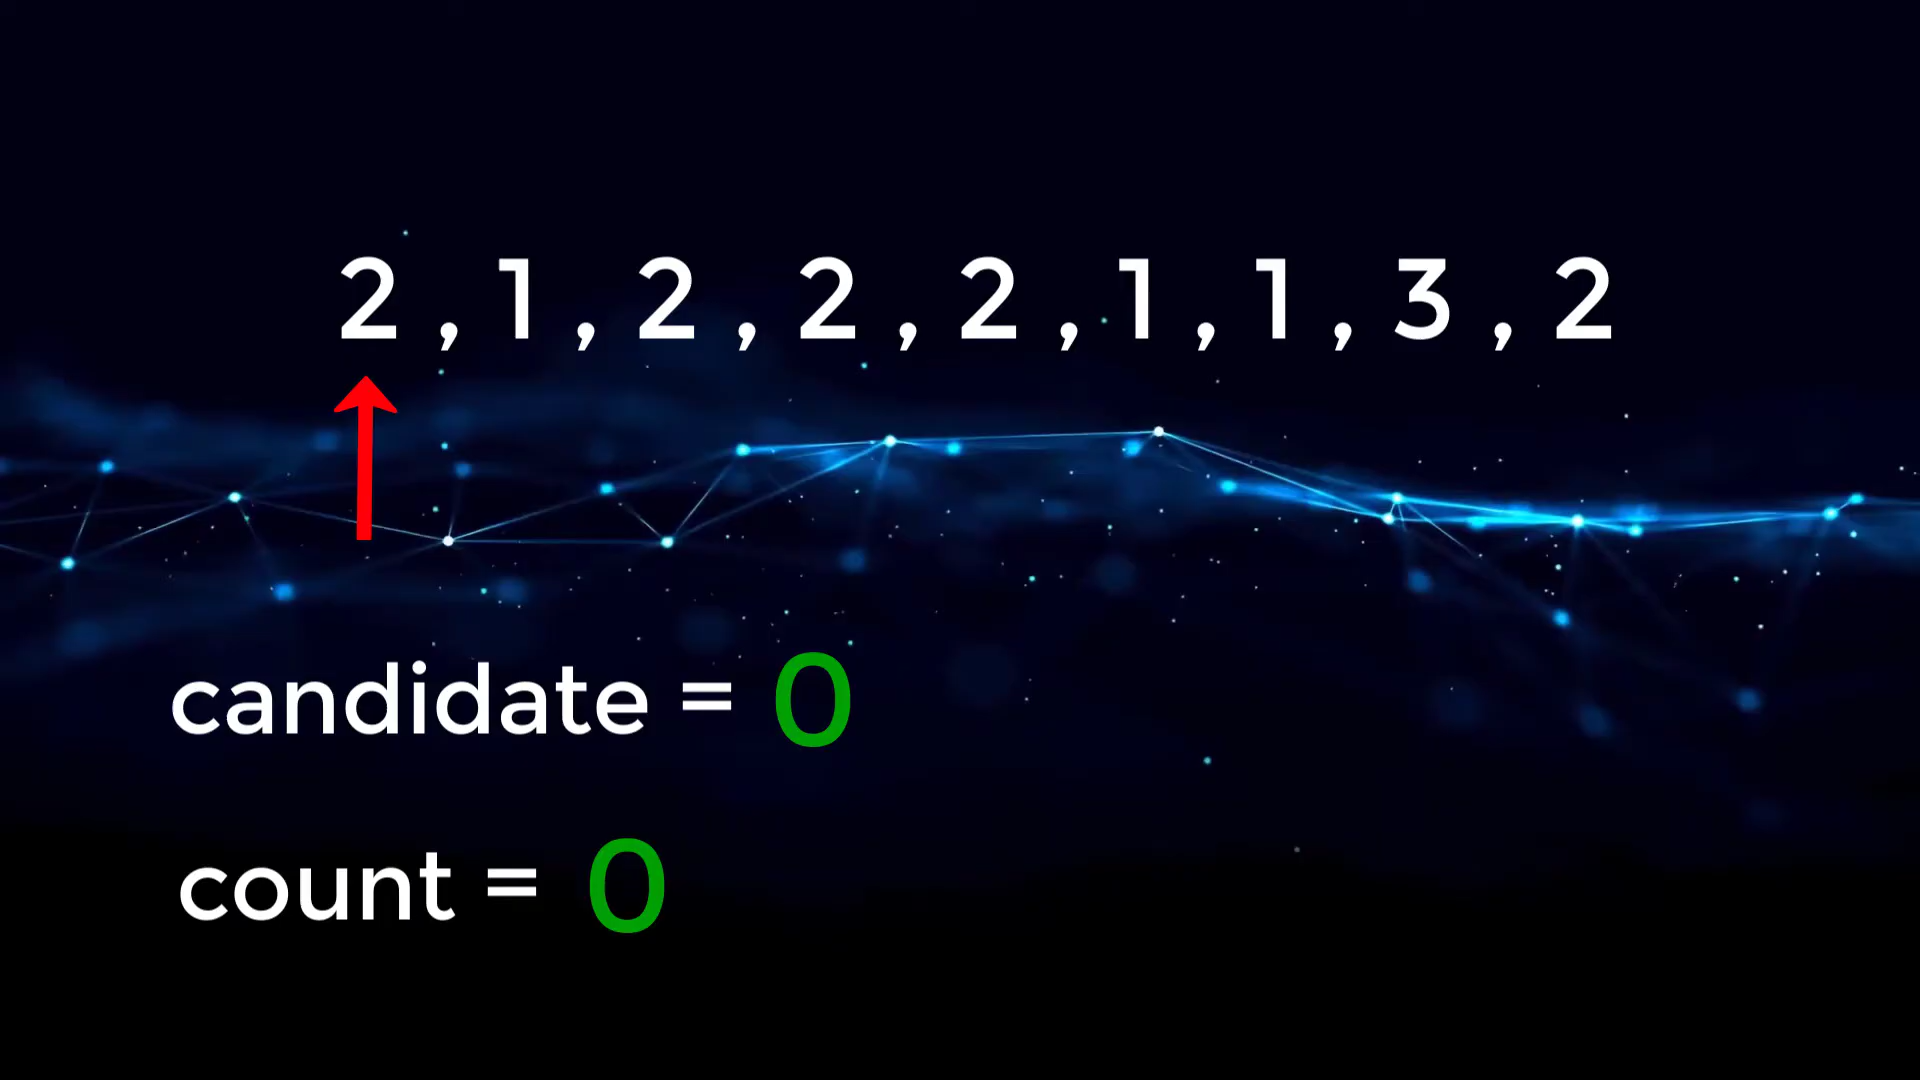 2 , 1 , 2 , 2 , 2 , 1 , 1 , 3 , 2
candidate = 0
count = 0